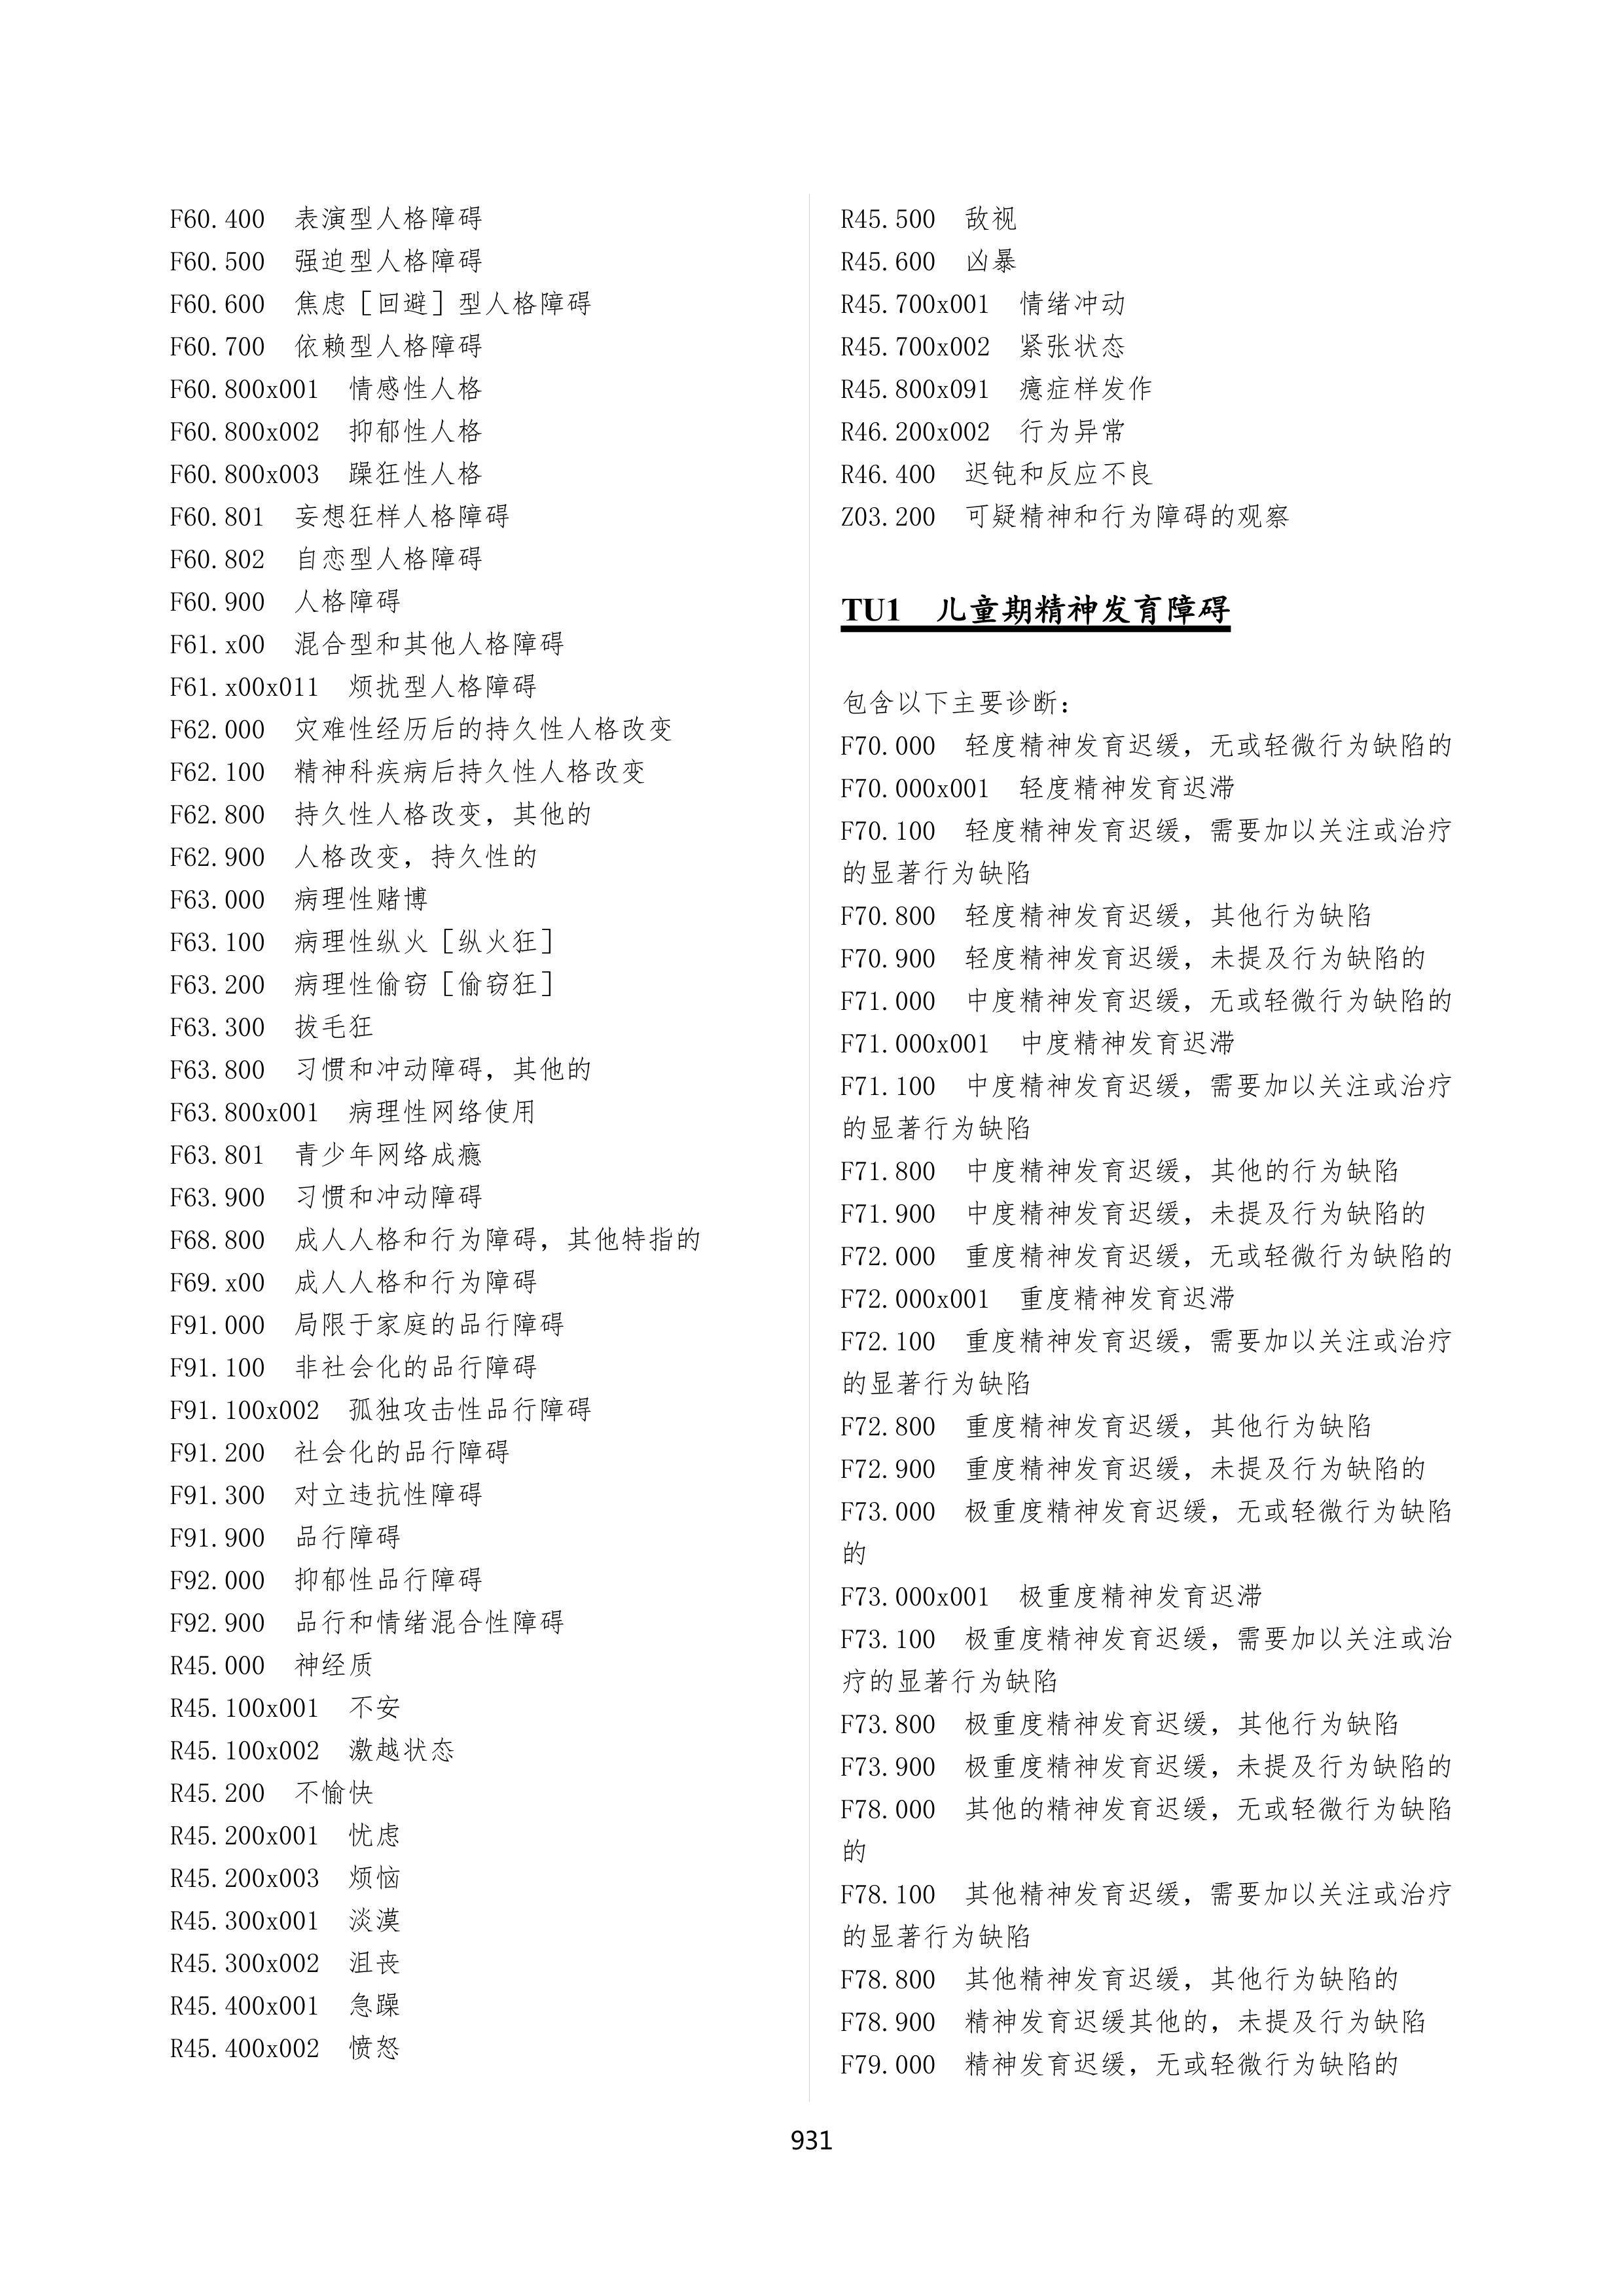 F60.400　表演型人格障碍
F60.500　强迫型人格障碍
F60.600　焦虑［回避］型人格障碍
F60.700　依赖型人格障碍
F60.800x001　情感性人格
F60.800x002　抑郁性人格
F60.800x003　躁狂性人格
F60.801　妄想狂样人格障碍
F60.802　自恋型人格障碍
F60.900　人格障碍
F61.x00　混合型和其他人格障碍
F61.x00x011　烦扰型人格障碍
F62.000　灾难性经历后的持久性人格改变
F62.100　精神科疾病后持久性人格改变
F62.800　持久性人格改变，其他的
F62.900　人格改变，持久性的
F63.000　病理性赌博
F63.100　病理性纵火［纵火狂］
F63.200　病理性偷窃［偷窃狂］
F63.300　拔毛狂
F63.800　习惯和冲动障碍，其他的
F63.800x001　病理性网络使用
F63.801　青少年网络成瘾
F63.900　习惯和冲动障碍
F68.800　成人人格和行为障碍，其他特指的
F69.x00　成人人格和行为障碍
F91.000　局限于家庭的品行障碍
F91.100　非社会化的品行障碍
F91.100x002　孤独攻击性品行障碍
F91.200　社会化的品行障碍
F91.300　对立违抗性障碍
F91.900　品行障碍
F92.000　抑郁性品行障碍
F92.900　品行和情绪混合性障碍
R45.000　神经质
R45.100x001　不安
R45.100x002　激越状态
R45.200　不愉快
R45.200x001　忧虑
R45.200x003　烦恼
R45.300x001　淡漠
R45.300x002　沮丧
R45.400x001　急躁
R45.400x002　愤怒
R45.500　敌视
R45.600　凶暴
R45.700x001　情绪冲动
R45.700x002　紧张状态
R45.800x091　癔症样发作
R46.200x002　行为异常
R46.400　迟钝和反应不良
Z03.200　可疑精神和行为障碍的观察
TU1　儿童期精神发育障碍
包含以下主要诊断：
F70.000　轻度精神发育迟缓，无或轻微行为缺陷的
F70.000x001　轻度精神发育迟滞
F70.100　轻度精神发育迟缓，需要加以关注或治疗
的显著行为缺陷
F70.800　轻度精神发育迟缓，其他行为缺陷
F70.900　轻度精神发育迟缓，未提及行为缺陷的
F71.000　中度精神发育迟缓，无或轻微行为缺陷的
F71.000x001　中度精神发育迟滞
F71.100　中度精神发育迟缓，需要加以关注或治疗
的显著行为缺陷
F71.800　中度精神发育迟缓，其他的行为缺陷
F71.900　中度精神发育迟缓，未提及行为缺陷的
F72.000　重度精神发育迟缓，无或轻微行为缺陷的
F72.000x001　重度精神发育迟滞
F72.100　重度精神发育迟缓，需要加以关注或治疗
的显著行为缺陷
F72.800　重度精神发育迟缓，其他行为缺陷
F72.900　重度精神发育迟缓，未提及行为缺陷的
F73.000　极重度精神发育迟缓，无或轻微行为缺陷
的
F73.000x001　极重度精神发育迟滞
F73.100　极重度精神发育迟缓，需要加以关注或治
疗的显著行为缺陷
F73.800　极重度精神发育迟缓，其他行为缺陷
F73.900　极重度精神发育迟缓，未提及行为缺陷的
F78.000　其他的精神发育迟缓，无或轻微行为缺陷
的
F78.100　其他精神发育迟缓，需要加以关注或治疗
的显著行为缺陷
F78.800　其他精神发育迟缓，其他行为缺陷的
F78.900　精神发育迟缓其他的，未提及行为缺陷
F79.000　精神发育迟缓，无或轻微行为缺陷的
931